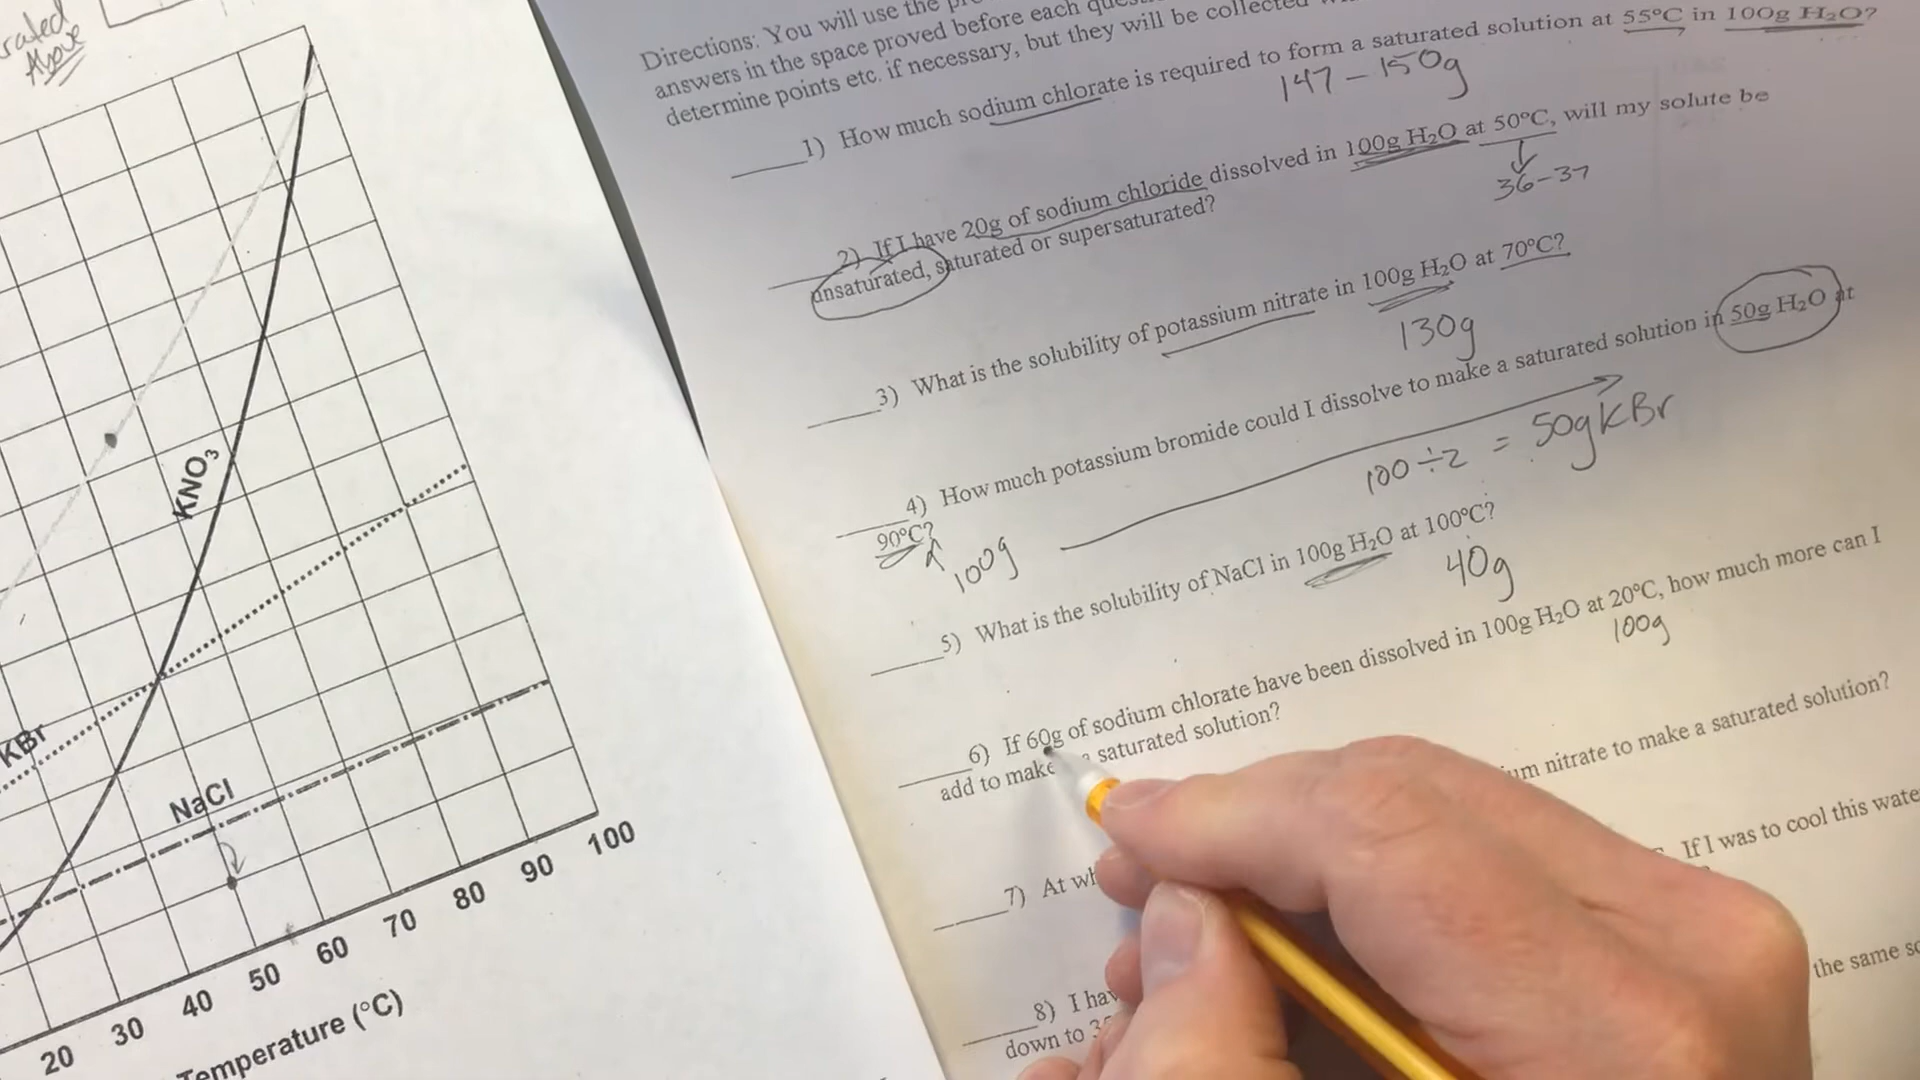 rated
Above
KNO₃
KBr
NaCl
20 30 40 50 60 70 80 90 100
Temperature (°C)
Directions: You will use the
answers in the space proved before each
determine points etc. if necessary, but they will be collected
1) How much sodium chlorate is required to form a saturated solution at 55°C in 100g H₂O?
147 - 150g
2) If I have 20g of sodium chloride dissolved in 100g H₂O at 50°C, will my solute be
unsaturated, saturated or supersaturated?
36-37
3) What is the solubility of potassium nitrate in 100g H₂O at 70°C?
130g
4) How much potassium bromide could I dissolve to make a saturated solution in 50g H₂O at
90°C?
100g
100 ÷ 2 = 50g KBr
5) What is the solubility of NaCl in 100g H₂O at 100°C?
40g
6) If 60g of sodium chlorate have been dissolved in 100g H₂O at 20°C, how much more can I
add to make a saturated solution?
100g
7) At
nitrate to make a saturated solution?
8) I
If I was to cool this
down to
the same